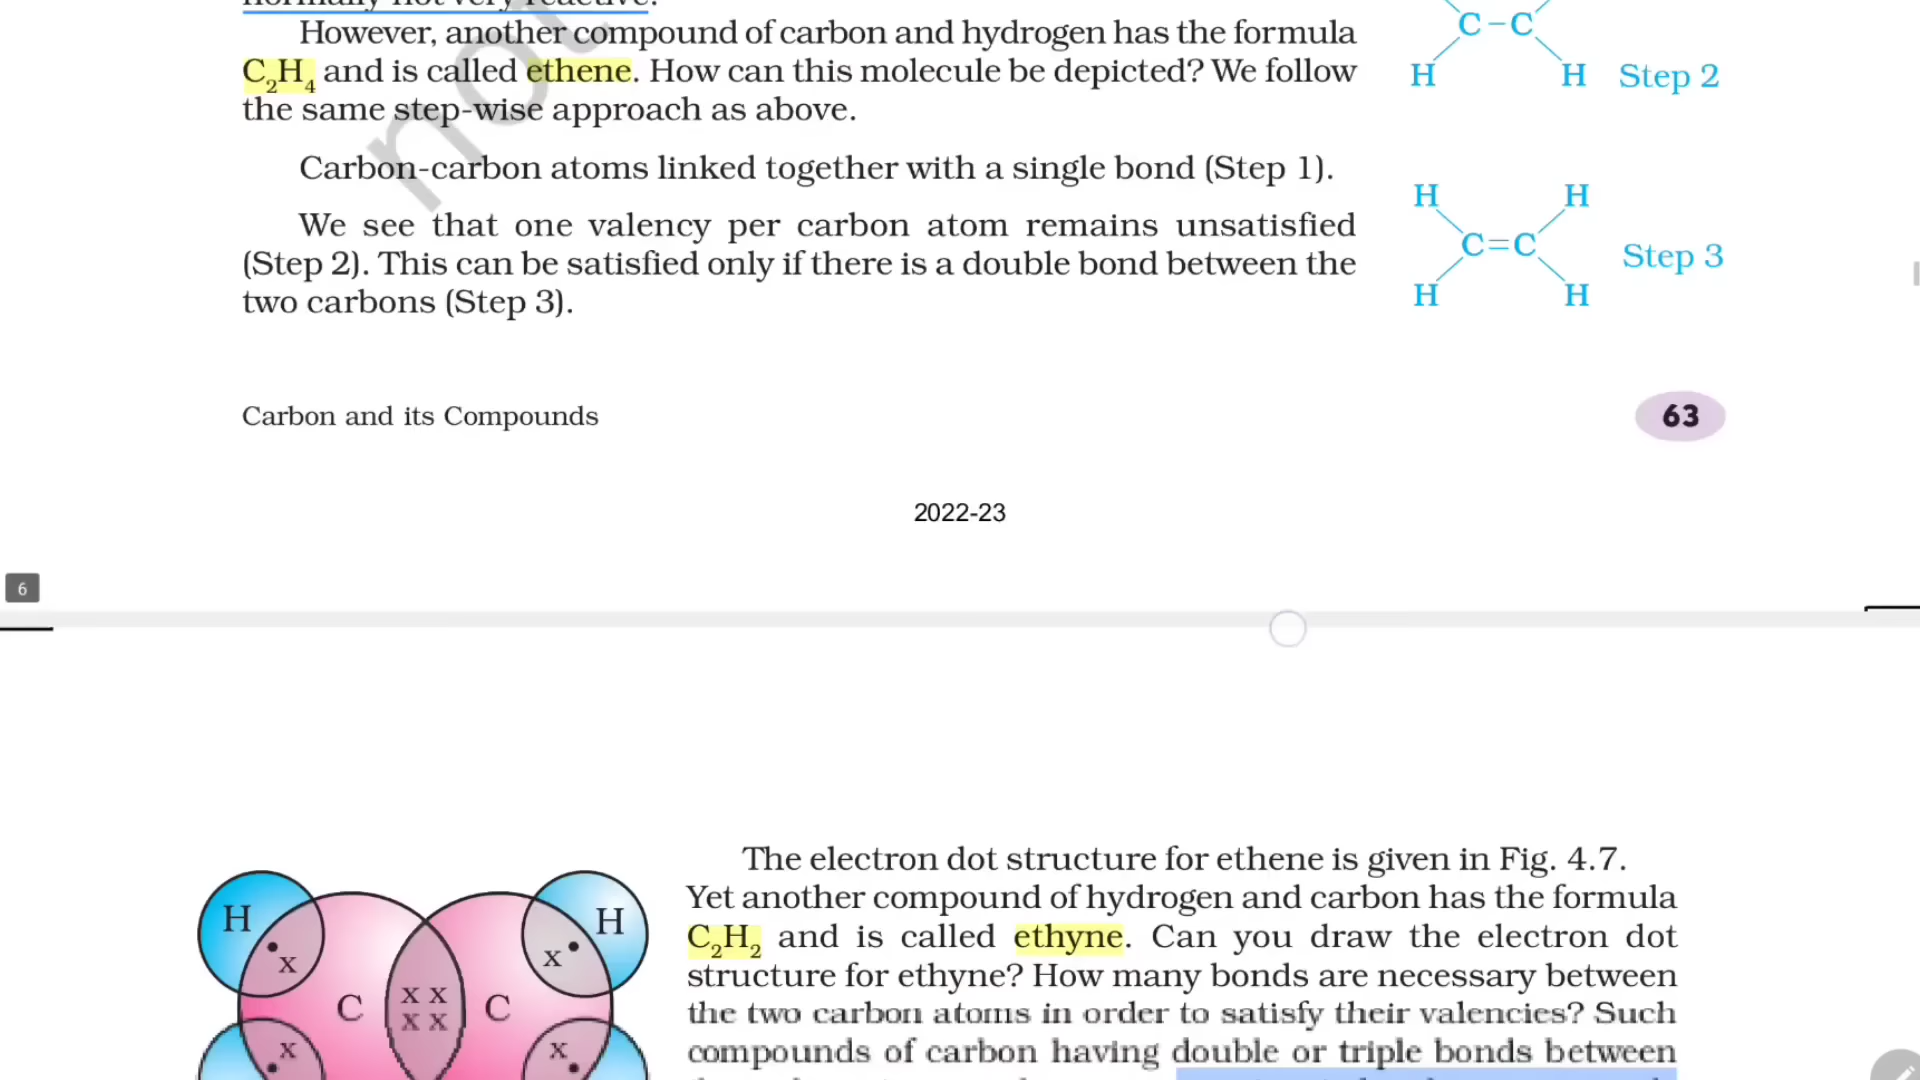 normally not very reactive.
However, another compound of carbon and hydrogen has the formula
C₂H₄ and is called ethene. How can this molecule be depicted? We follow
the same step-wise approach as above.
Carbon-carbon atoms linked together with a single bond (Step 1).
We see that one valency per carbon atom remains unsatisfied
(Step 2). This can be satisfied only if there is a double bond between the
two carbons (Step 3).
C–C
H H Step 2
H H
C=C Step 3
H H
not
Carbon and its Compounds
63
2022-23
6
H H
x x
C x x C
x x
x x
The electron dot structure for ethene is given in Fig. 4.7.
Yet another compound of hydrogen and carbon has the formula
C₂H₂ and is called ethyne. Can you draw the electron dot
structure for ethyne? How many bonds are necessary between
the two carbon atoms in order to satisfy their valencies? Such
compounds of carbon having double or triple bonds between